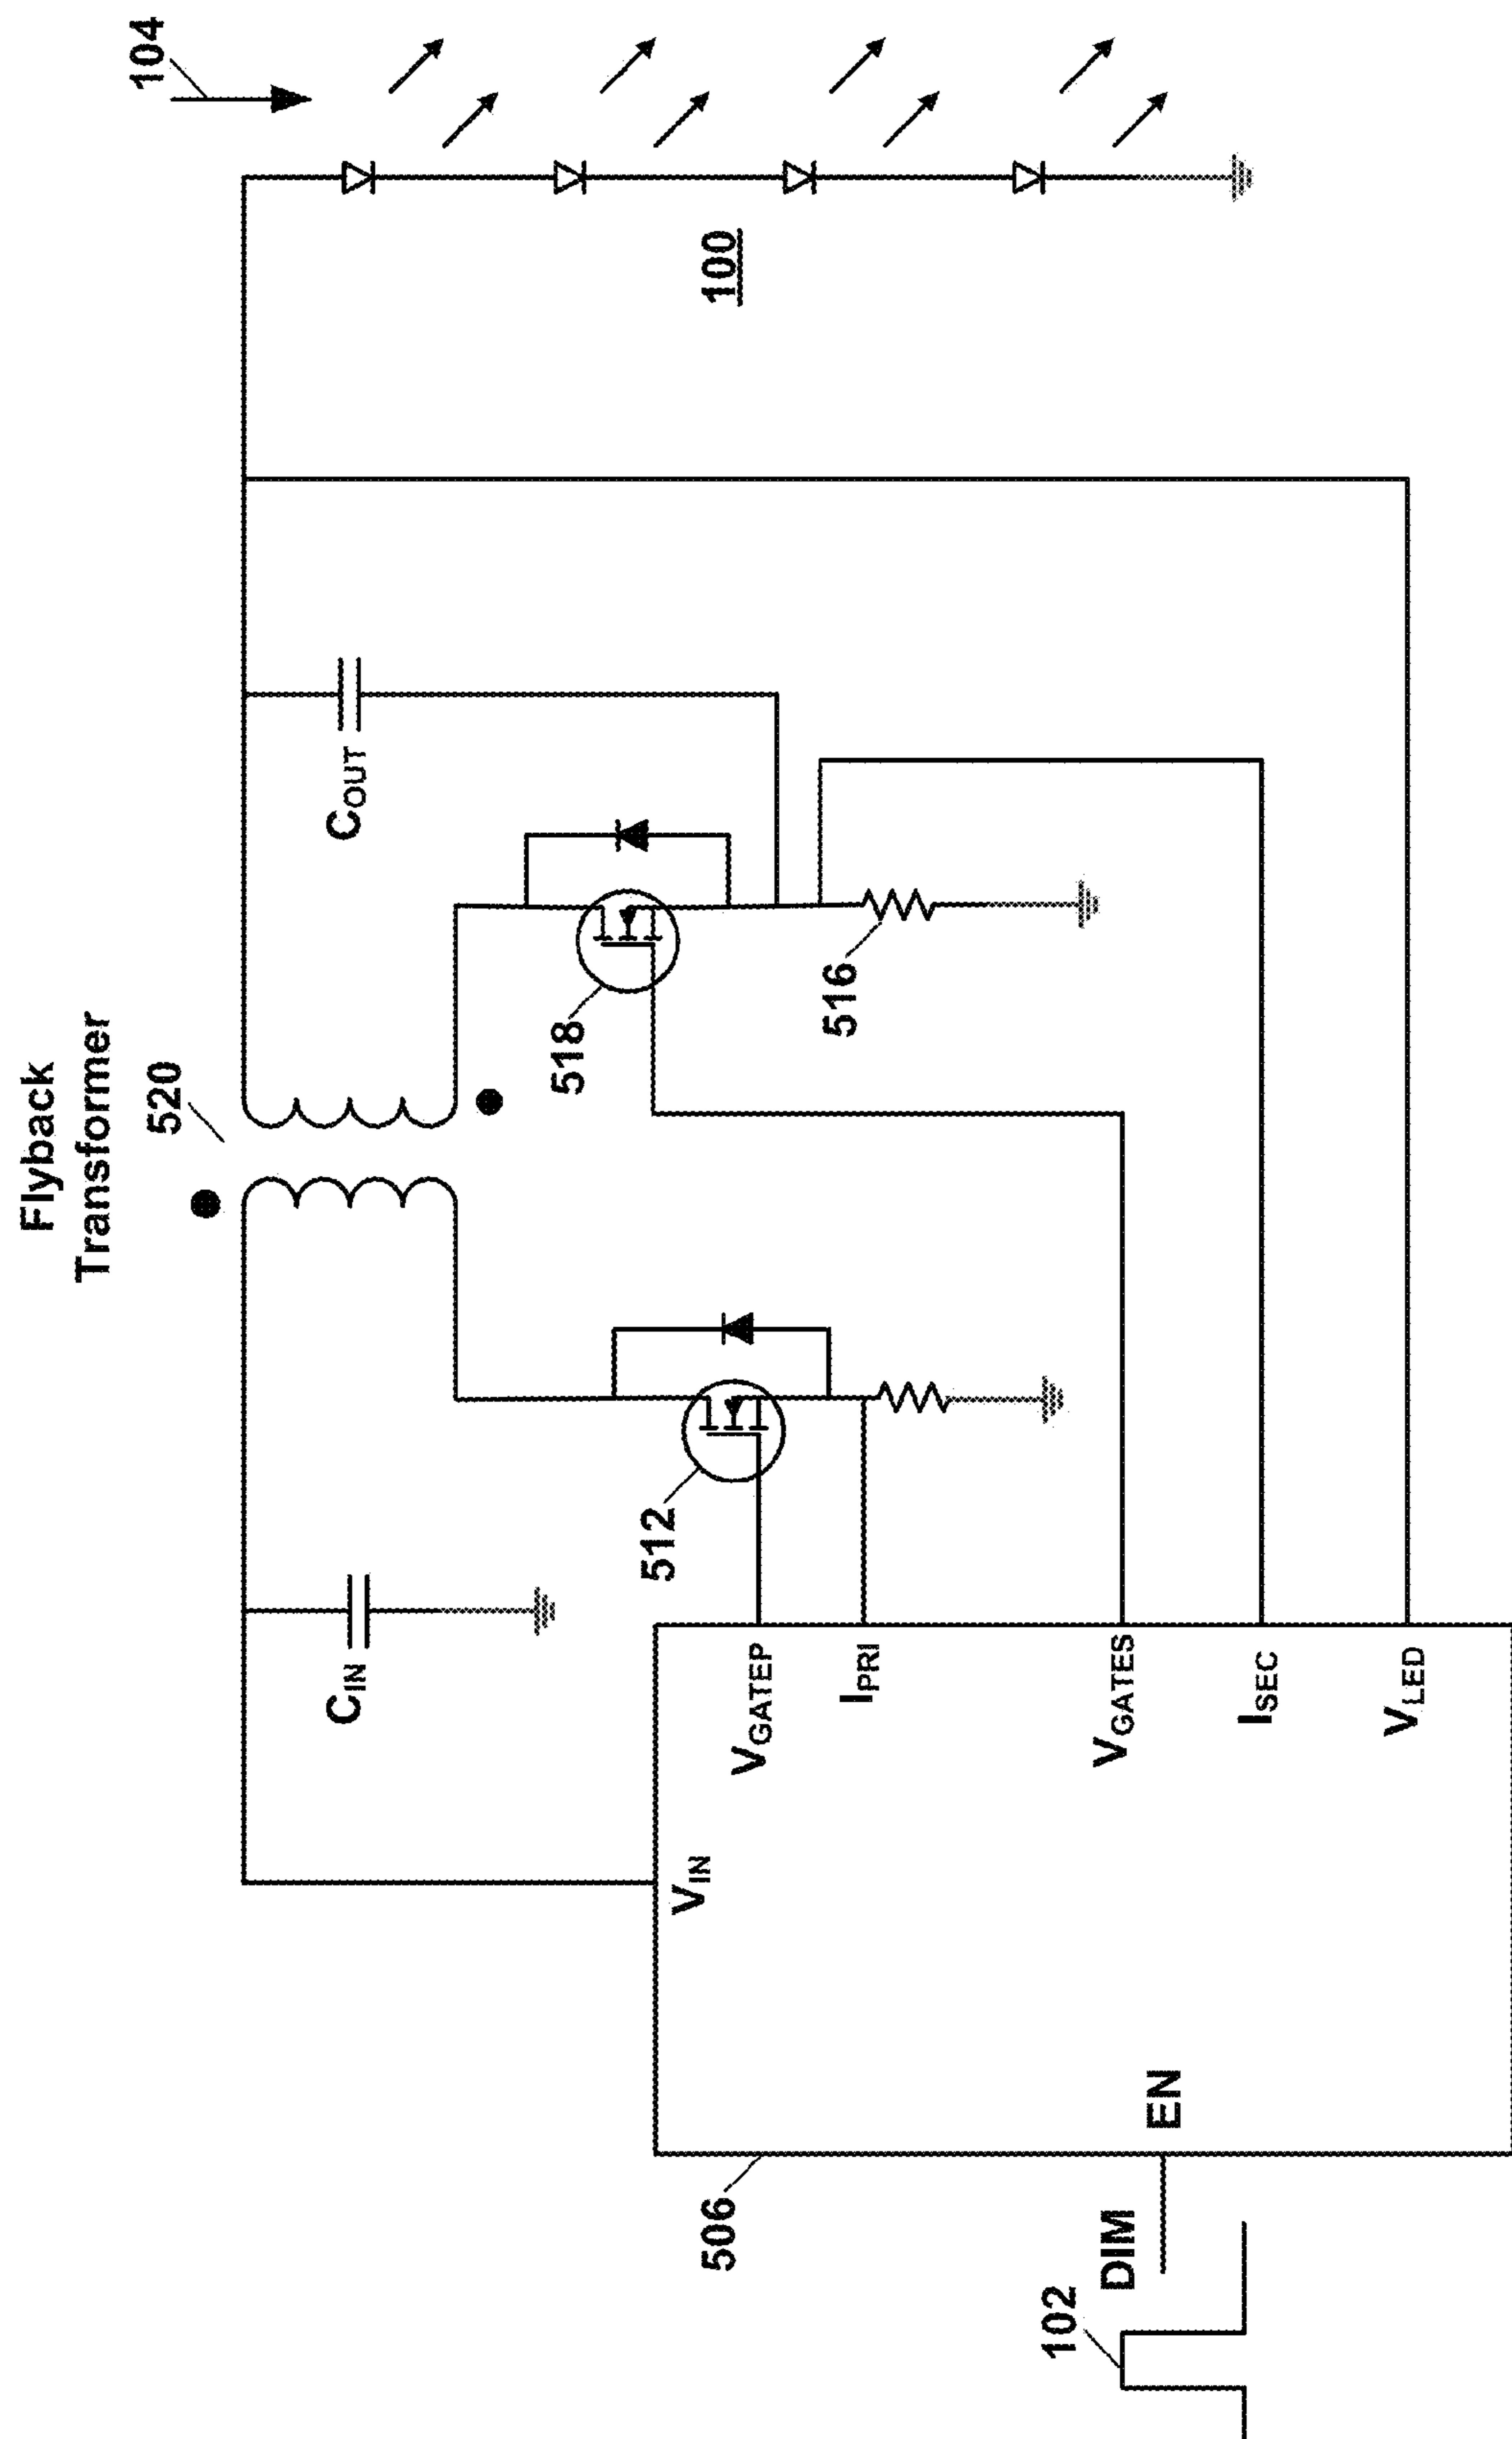 Flyback
Transformer
520
104
C_IN
C_OUT
100
512
518
516
506
V_IN
V_GATEP
I_PRI
V_GATES
I_SEC
V_LED
EN
DIM
102